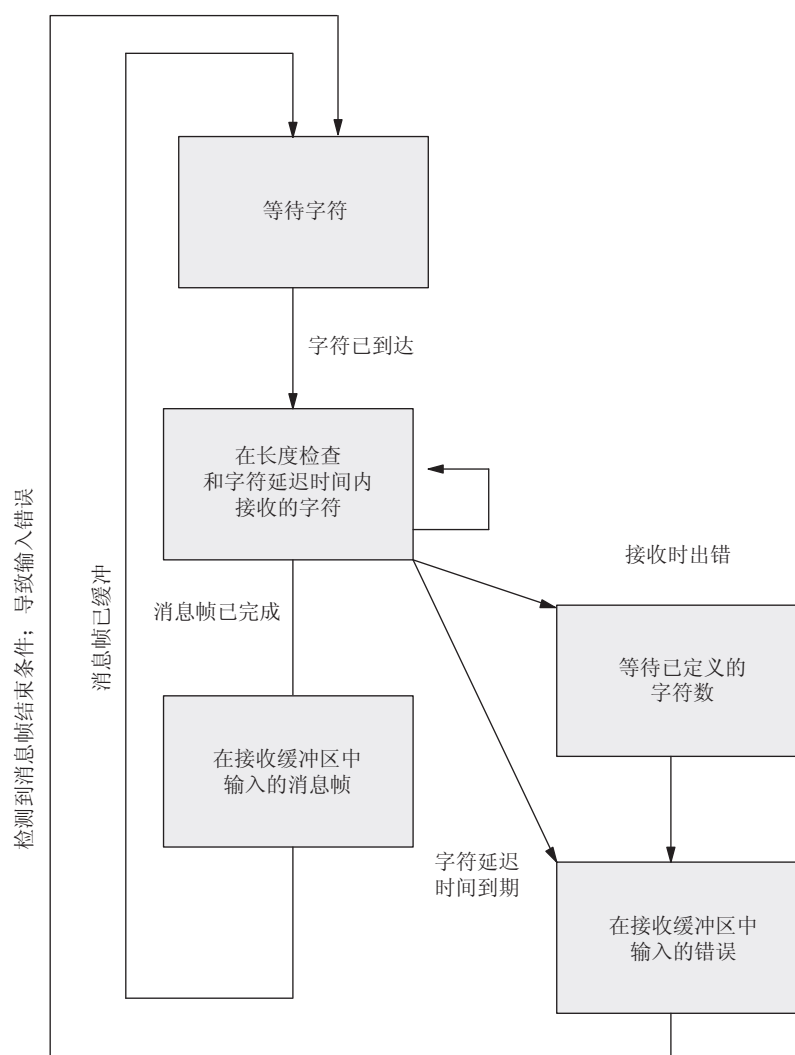 等待字符
字符已到达
在长度检查
和字符延迟时间内
接收的字符
检测到消息帧结束条件；导致输入错误
消息帧已缓冲
接收时出错
消息帧已完成
等待已定义的
字符数
在接收缓冲区中
输入的消息帧
字符延迟
时间到期
在接收缓冲区中
输入的错误